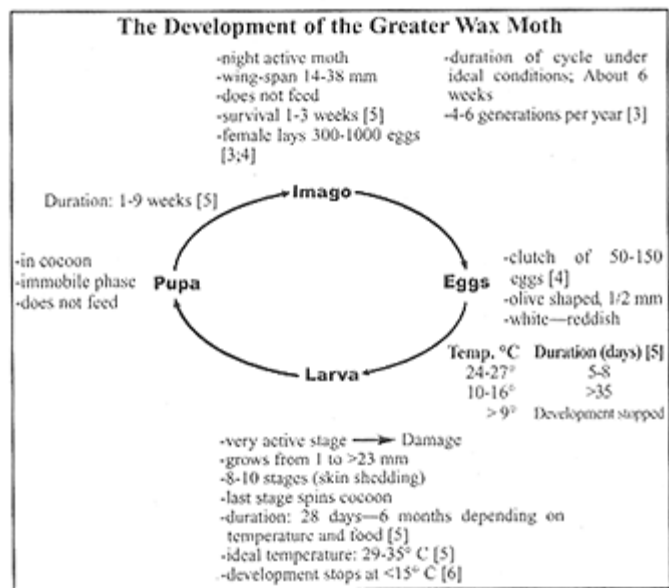 The Development of the Greater Wax Moth
-night active moth
-wing-span 14-38 mm
-does not feed
-survival 1-3 weeks [5]
-female lays 300-1000 eggs
[3;4]
-duration of cycle under
ideal conditions; About 6
weeks
-4-6 generations per year [3]
Duration: 1-9 weeks [5]
Imago
-in cocoon
-immobile phase
-does not feed
Pupa
Eggs
-clutch of 50-150
eggs [4]
-olive shaped, 1/2 mm
-white—reddish
Temp. °C Duration (days) [5]
24-27° 5-8
10-16° >35
>9° Development stopped
Larva
-very active stage → Damage
-grows from 1 to >23 mm
-8-10 stages (skin shedding)
-last stage spins cocoon
-duration: 28 days—6 months depending on
temperature and food [5]
-ideal temperature: 29-35° C [5]
-development stops at <15° C [6]